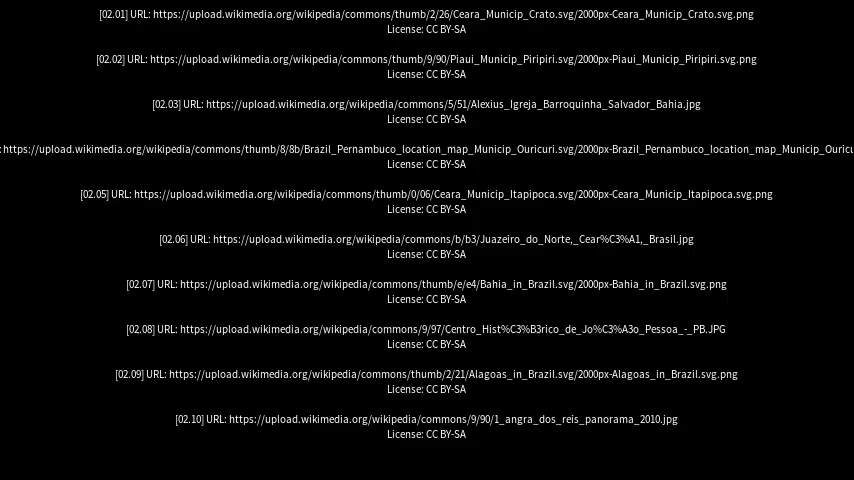 [02.01] URL: https://upload.wikimedia.org/wikipedia/commons/thumb/2/26/Ceara_Municip_Crato.svg/2000px-Ceara_Municip_Crato.svg.png
License: CC BY-SA
[02.02] URL: https://upload.wikimedia.org/wikipedia/commons/thumb/9/90/Piaui_Municip_Piripiri.svg/2000px-Piaui_Municip_Piripiri.svg.png
License: CC BY-SA
[02.03] URL: https://upload.wikimedia.org/wikipedia/commons/5/51/Alexius_Igreja_Barroquinha_Salvador_Bahia.jpg
License: CC BY-SA
: https://upload.wikimedia.org/wikipedia/commons/thumb/8/8b/Brazil_Pernambuco_location_map_Municip_Ouricuri.svg/2000px-Brazil_Pernambuco_location_map_Municip_Ouricu
License: CC BY-SA
[02.05] URL: https://upload.wikimedia.org/wikipedia/commons/thumb/0/06/Ceara_Municip_Itapipoca.svg/2000px-Ceara_Municip_Itapipoca.svg.png
License: CC BY-SA
[02.06] URL: https://upload.wikimedia.org/wikipedia/commons/b/b3/Juazeiro_do_Norte,_Cear%C3%A1,_Brasil.jpg
License: CC BY-SA
[02.07] URL: https://upload.wikimedia.org/wikipedia/commons/thumb/e/e4/Bahia_in_Brazil.svg/2000px-Bahia_in_Brazil.svg.png
License: CC BY-SA
[02.08] URL: https://upload.wikimedia.org/wikipedia/commons/9/97/Centro_Hist%C3%B3rico_de_Jo%C3%A3o_Pessoa_-_PB.JPG
License: CC BY-SA
[02.09] URL: https://upload.wikimedia.org/wikipedia/commons/thumb/2/21/Alagoas_in_Brazil.svg/2000px-Alagoas_in_Brazil.svg.png
License: CC BY-SA
[02.10] URL: https://upload.wikimedia.org/wikipedia/commons/9/90/1_angra_dos_reis_panorama_2010.jpg
License: CC BY-SA